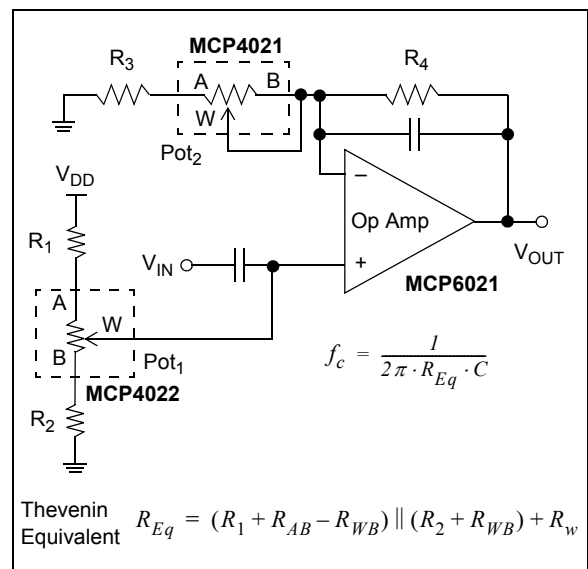 MCP4021
R3
A
B
R4
W
Pot2
VDD
Op Amp
–
+
VOUT
MCP6021
R1
VIN
A
W
B
Pot1
MCP4022
R2
fc = 1 / (2π · REq · C)
Thevenin Equivalent REq = (R1 + RAB – RWB) || (R2 + RWB) + Rw